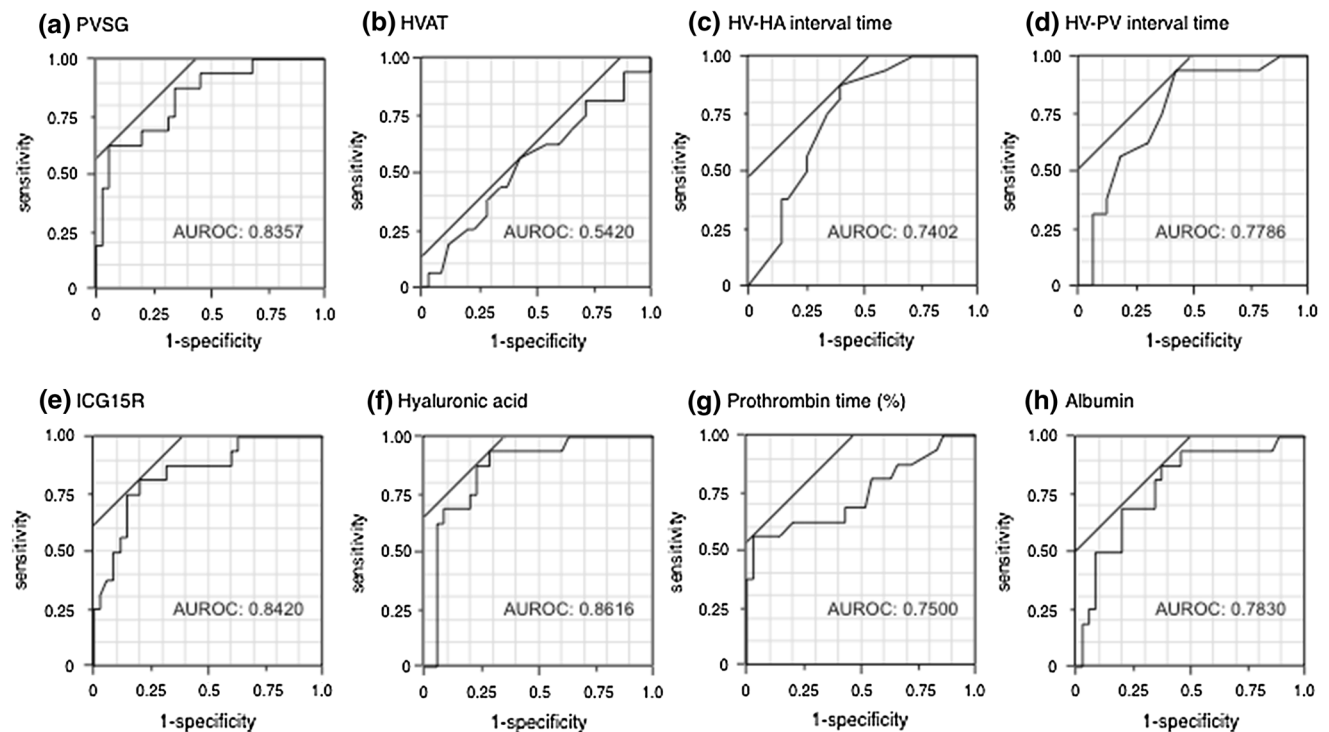 (a) PVSG
1.00
0.75
0.50
0.25
0
sensitivity
AUROC: 0.8357
0 0.25 0.50 0.75 1.0
1-specificity
(b) HVAT
1.00
0.75
0.50
0.25
0
sensitivity
AUROC: 0.5420
0 0.25 0.50 0.75 1.0
1-specificity
(c) HV-HA interval time
1.00
0.75
0.50
0.25
0
sensitivity
AUROC: 0.7402
0 0.25 0.50 0.75 1.0
1-specificity
(d) HV-PV interval time
1.00
0.75
0.50
0.25
0
sensitivity
AUROC: 0.7786
0 0.25 0.50 0.75 1.0
1-specificity
(e) ICG15R
1.00
0.75
0.50
0.25
0
sensitivity
AUROC: 0.8420
0 0.25 0.50 0.75 1.0
1-specificity
(f) Hyaluronic acid
1.00
0.75
0.50
0.25
0
sensitivity
AUROC: 0.8616
0 0.25 0.50 0.75 1.0
1-specificity
(g) Prothrombin time (%)
1.00
0.75
0.50
0.25
0
sensitivity
AUROC: 0.7500
0 0.25 0.50 0.75 1.0
1-specificity
(h) Albumin
1.00
0.75
0.50
0.25
0
sensitivity
AUROC: 0.7830
0 0.25 0.50 0.75 1.0
1-specificity